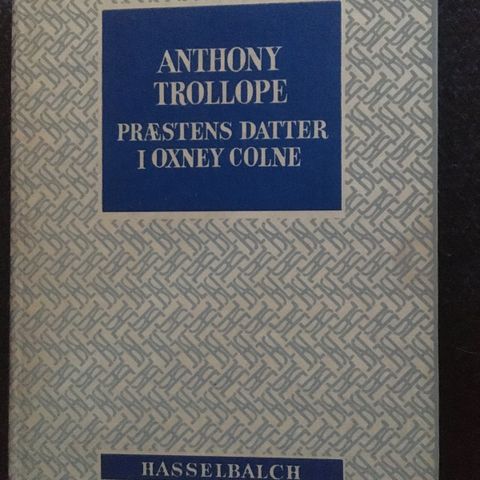 ANTHONY
TROLLOPE
PRÆSTENS DATTER
I OXNEY COLNE
HASSELBALCH